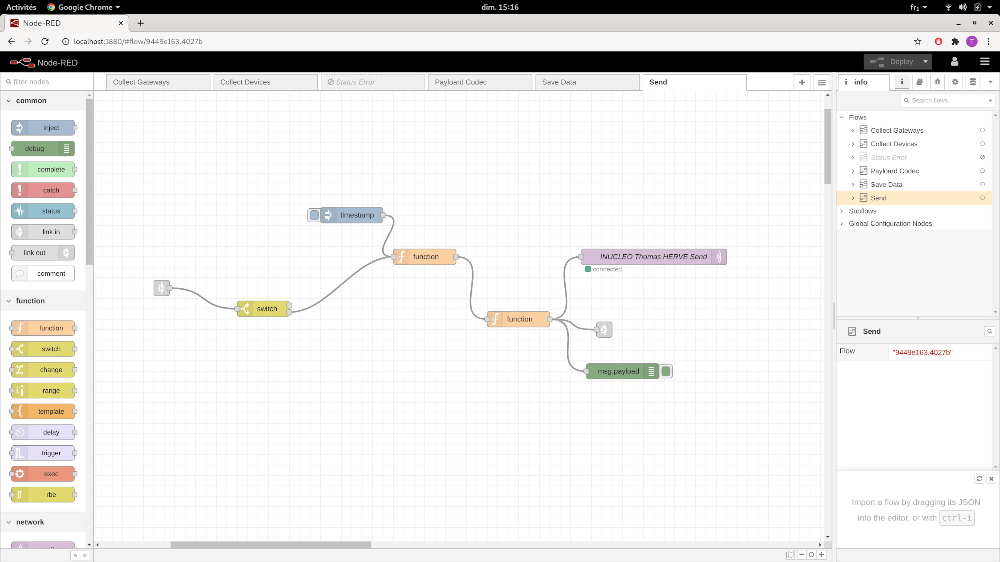 Activités Google Chrome dim. 15:16 fr₁
Node-RED
localhost:1880/#flow/9449e163.4027b T
Node-RED Deploy
filter nodes Collect Gateways Collect Devices Status Error Payloard Codec Save Data Send i info i
common
Search flows
inject
debug
complete
catch
status
link in
link out
comment
function
function
switch
change
range
template
delay
trigger
exec
rbe
network
timestamp
function
switch
function
INUCLEO Thomas HERVE Send
connected
msg.payload
Flows
Collect Gateways
Collect Devices
Status Error
Payloard Codec
Save Data
Send
Subflows
Global Configuration Nodes
Send
Flow "9449e163.4027b"
Import a flow by dragging its JSON
into the editor, or with ctrl-i